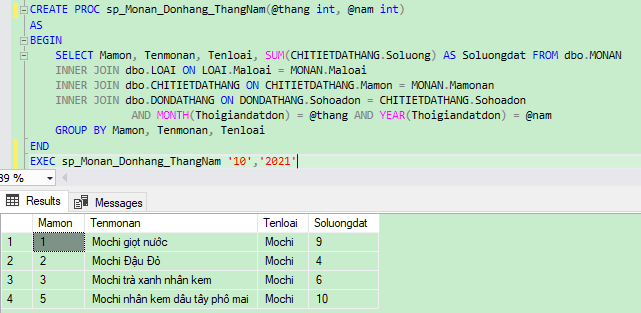 CREATE PROC sp_Monan_Donhang_ThangNam(@thang int, @nam int)
AS
BEGIN
SELECT Mamon, Tenmonan, Tenloai, SUM(CHITIETDATHANG.Soluong) AS Soluongdat FROM dbo.MONAN
INNER JOIN dbo.LOAI ON LOAI.Maloai = MONAN.Maloai
INNER JOIN dbo.CHITIETDATHANG ON CHITIETDATHANG.Mamon = MONAN.Mamonan
INNER JOIN dbo.DONDATHANG ON DONDATHANG.Sohoadon = CHITIETDATHANG.Sohoadon
AND MONTH(Thoigiandatdon) = @thang AND YEAR(Thoigiandatdon) = @nam
GROUP BY Mamon, Tenmonan, Tenloai
END
EXEC sp_Monan_Donhang_ThangNam '10','2021'
89 %
Results Messages
Mamon Tenmonan Tenloai Soluongdat
1 1 Mochi giọt nước Mochi 9
2 2 Mochi Đậu Đỏ Mochi 4
3 3 Mochi trà xanh nhân kem Mochi 6
4 5 Mochi nhân kem dâu tây phô mai Mochi 10